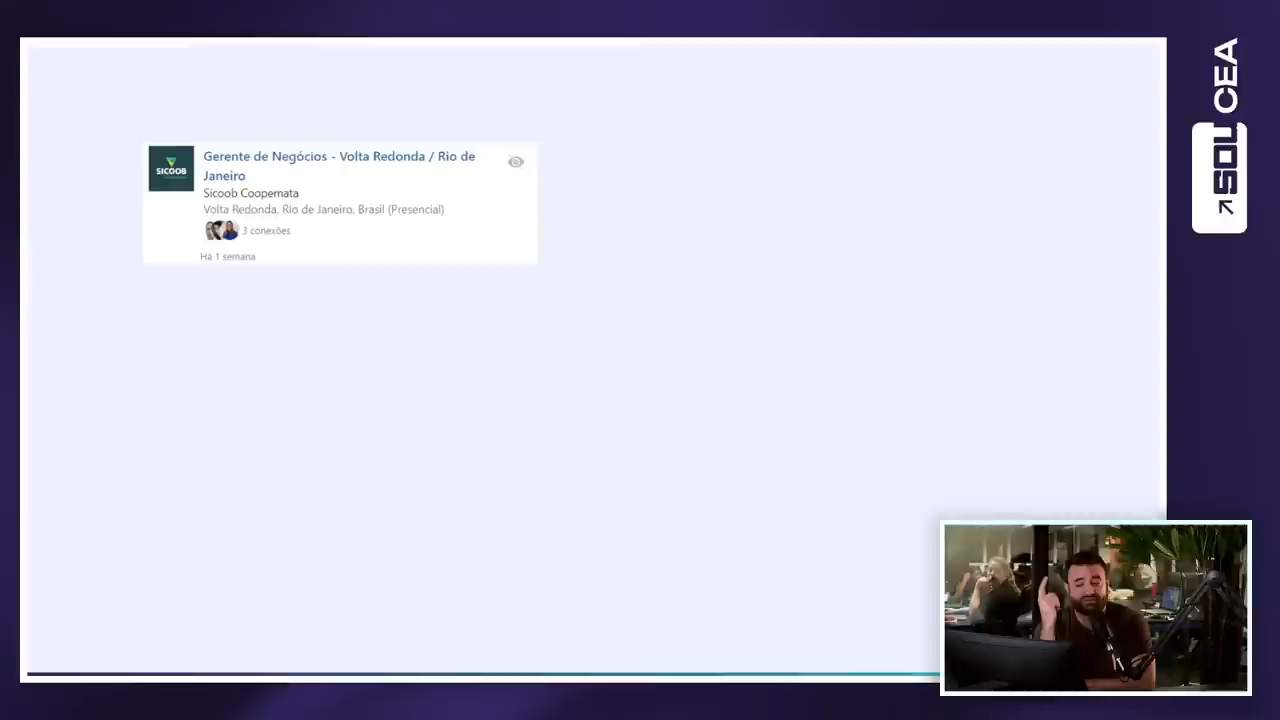 SICOOB
Gerente de Negócios - Volta Redonda / Rio de
Janeiro
Sicoob Coopemata
Volta Redonda, Rio de Janeiro, Brasil (Presencial)
3 conexões
Há 1 semana
SOU CEA